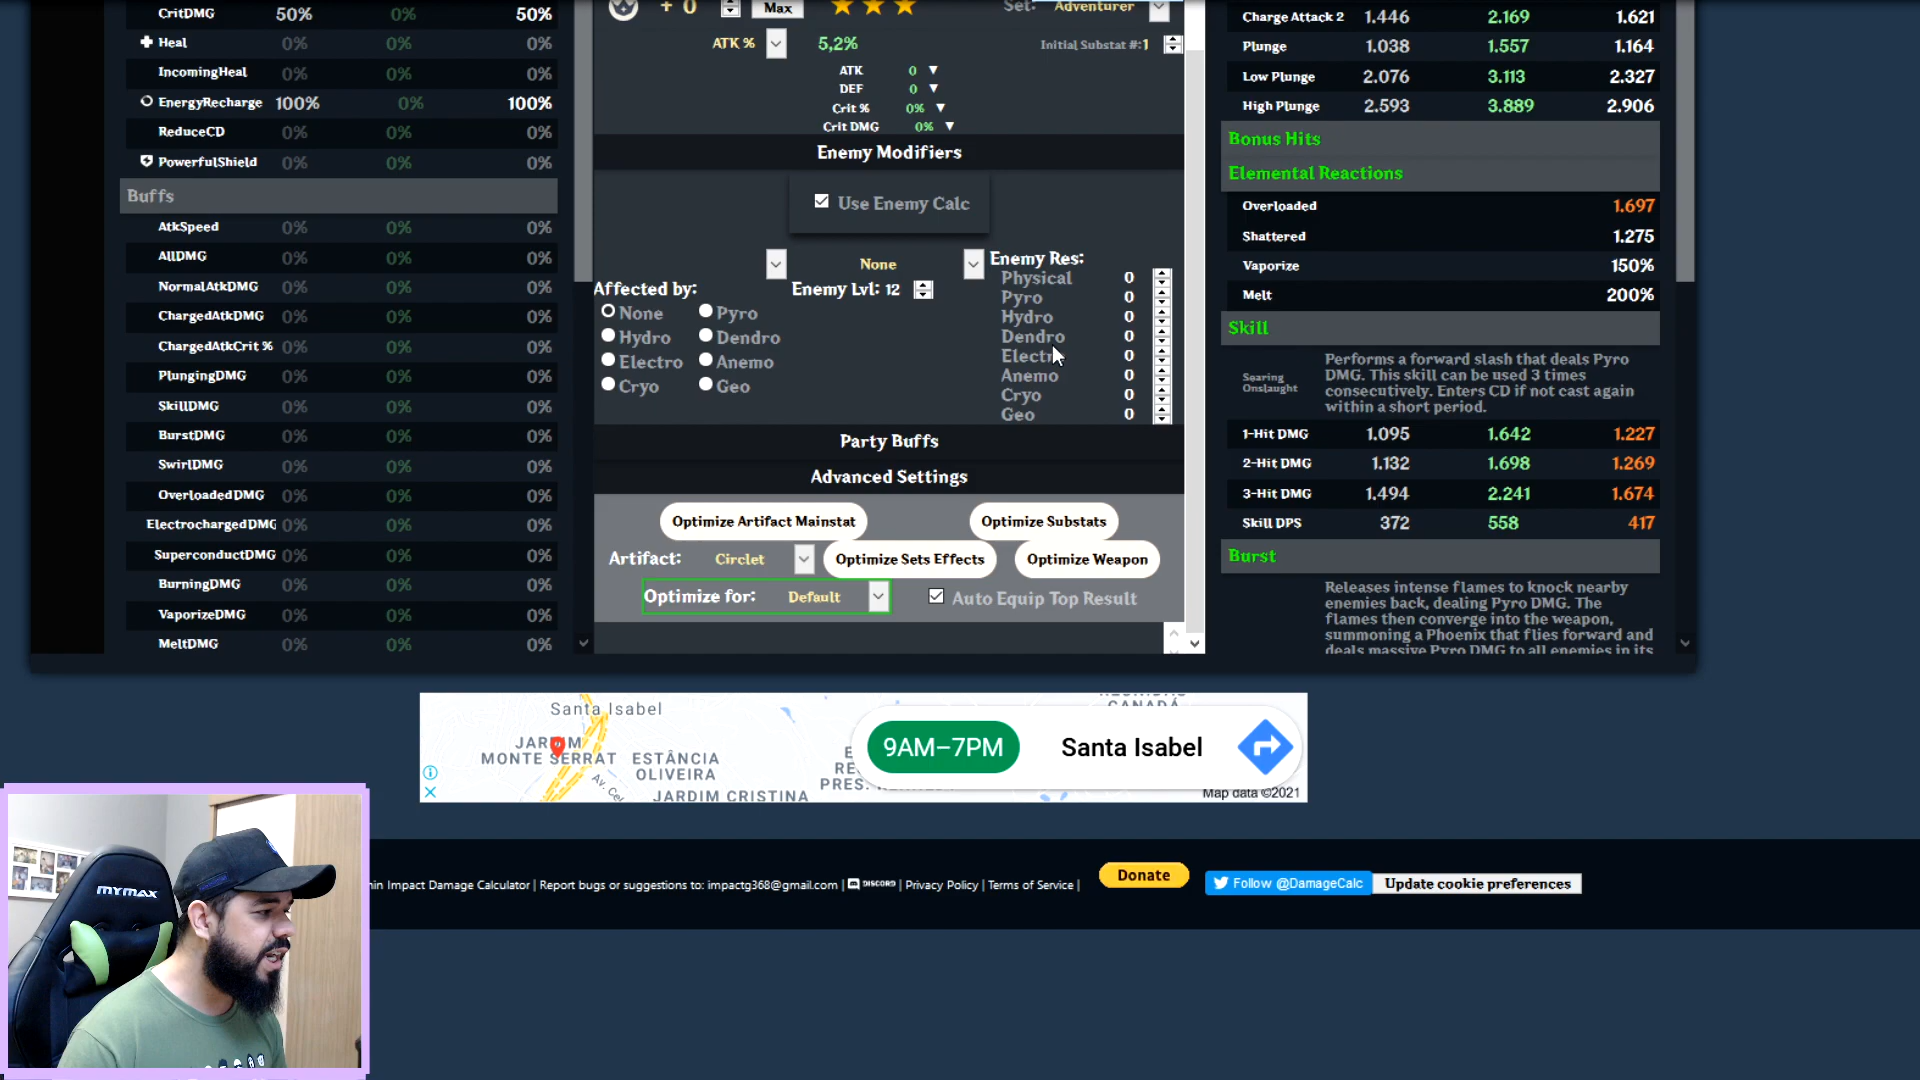 CritDMG 50% 0% 50%
Heal 0% 0% 0%
IncomingHeal 0% 0% 0%
EnergyRecharge 100% 0% 100%
ReduceCD 0% 0% 0%
PowerfulShield 0% 0% 0%
Buffs
AtkSpeed 0% 0% 0%
AllDMG 0% 0% 0%
NormalAtkDMG 0% 0% 0%
ChargedAtkDMG 0% 0% 0%
ChargedAtkCrit % 0% 0% 0%
PlungingDMG 0% 0% 0%
SkillDMG 0% 0% 0%
BurstDMG 0% 0% 0%
SwirlDMG 0% 0% 0%
OverloadedDMG 0% 0% 0%
ElectrochargedDMG 0% 0% 0%
SuperconductDMG 0% 0% 0%
BurningDMG 0% 0% 0%
VaporizeDMG 0% 0% 0%
MeltDMG 0% 0% 0%
+ 0 Max Set: Adventurer
ATK % 5,2% Initial Substat #:1
ATK 0 ▼
DEF 0 ▼
Crit % 0% ▼
Crit DMG 0% ▼
Enemy Modifiers
Use Enemy Calc
None
Affected by: Enemy Lvl: 12
None Pyro
Hydro Dendro
Electro Anemo
Cryo Geo
Enemy Res:
Physical 0
Pyro 0
Hydro 0
Dendro 0
Electr 0
Anemo 0
Cryo 0
Geo 0
Party Buffs
Advanced Settings
Optimize Artifact Mainstat Optimize Substats
Artifact: Circlet Optimize Sets Effects Optimize Weapon
Optimize for: Default Auto Equip Top Result
Charge Attack 2 1.446 2.169 1.621
Plunge 1.038 1.557 1.164
Low Plunge 2.076 3.113 2.327
High Plunge 2.593 3.889 2.906
Bonus Hits
Elemental Reactions
Overloaded 1.697
Shattered 1.275
Vaporize 150%
Melt 200%
Skill
Soaring
Onslaught
Performs a forward slash that deals Pyro
DMG. This skill can be used 3 times
consecutively. Enters CD if not cast again
within a short period.
1-Hit DMG 1.095 1.642 1.227
2-Hit DMG 1.132 1.698 1.269
3-Hit DMG 1.494 2.241 1.674
Skill DPS 372 558 417
Burst
Releases intense flames to knock nearby
enemies back, dealing Pyro DMG. The
flames then converge into the weapon,
summoning a Phoenix that flies forward and
deals massive Pyro DMG to all enemies in its
Santa Isabel
JARDIM
MONTE SERRAT
ESTÂNCIA
OLIVEIRA
Av. Cel
JARDIM CRISTINA
CANADÁ
9AM–7PM Santa Isabel
Map data ©2021
MYMAX
Impact Damage Calculator | Report bugs or suggestions to: impactg368@gmail.com | DISCORD | Privacy Policy | Terms of Service |
Donate
Follow @DamageCalc
Update cookie preferences